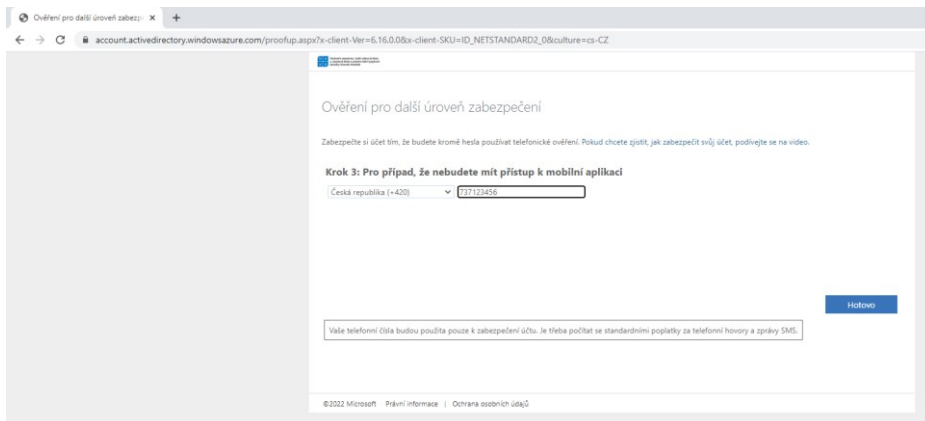 Ověření pro další úroveň zabezp
account.activedirectory.windowsazure.com/proofup.aspx?x-client-Ver=6.16.0.0&x-client-SKU=ID_NETSTANDARD2_0&culture=cs-CZ
Ověření pro další úroveň zabezpečení
Zabezpečte si účet tím, že budete kromě hesla používat telefonické ověření. Pokud chcete zjistit, jak zabezpečit svůj účet, podívejte se na video.
Krok 3: Pro případ, že nebudete mít přístup k mobilní aplikaci
Česká republika (+420) 737123456
Hotovo
Vaše telefonní čísla budou použita pouze k zabezpečení účtu. Je třeba počítat se standardními poplatky za telefonní hovory a zprávy SMS.
©2022 Microsoft Právní informace | Ochrana osobních údajů